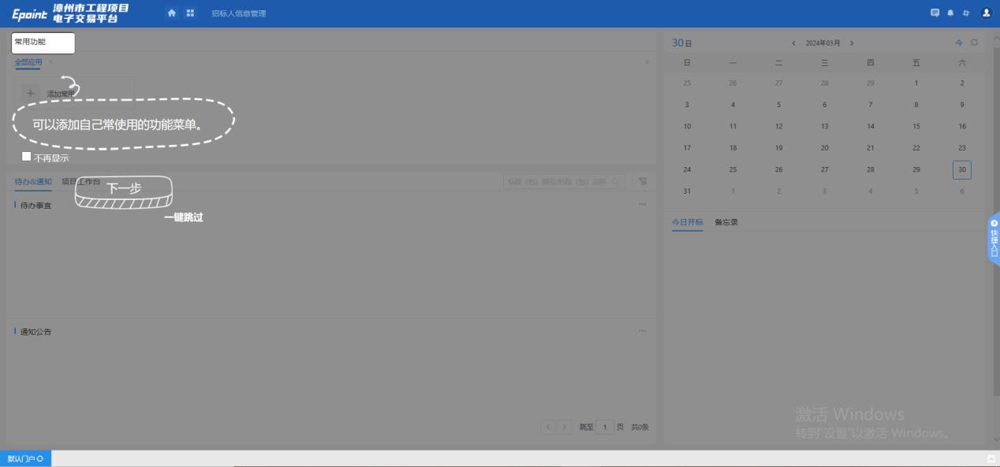 Epoint 漳州市工程项目
电子交易平台
招标人信息管理
常用功能
全部应用
添加常用
可以添加自己常使用的功能菜单。
不再显示
待办&通知 项目工作台
标段（包）编号/标段（包）名称
下一步
待办事宜
一键跳过
通知公告
跳至 1 页 共0条
30日
2024年03月
今
日 一 二 三 四 五 六
25 26 27 28 29 1 2
3 4 5 6 7 8 9
10 11 12 13 14 15 16
17 18 19 20 21 22 23
24 25 26 27 28 29 30
31 1 2 3 4 5 6
今日开标 备忘录
快捷入口
激活 Windows
转到"设置"以激活 Windows。
默认门户